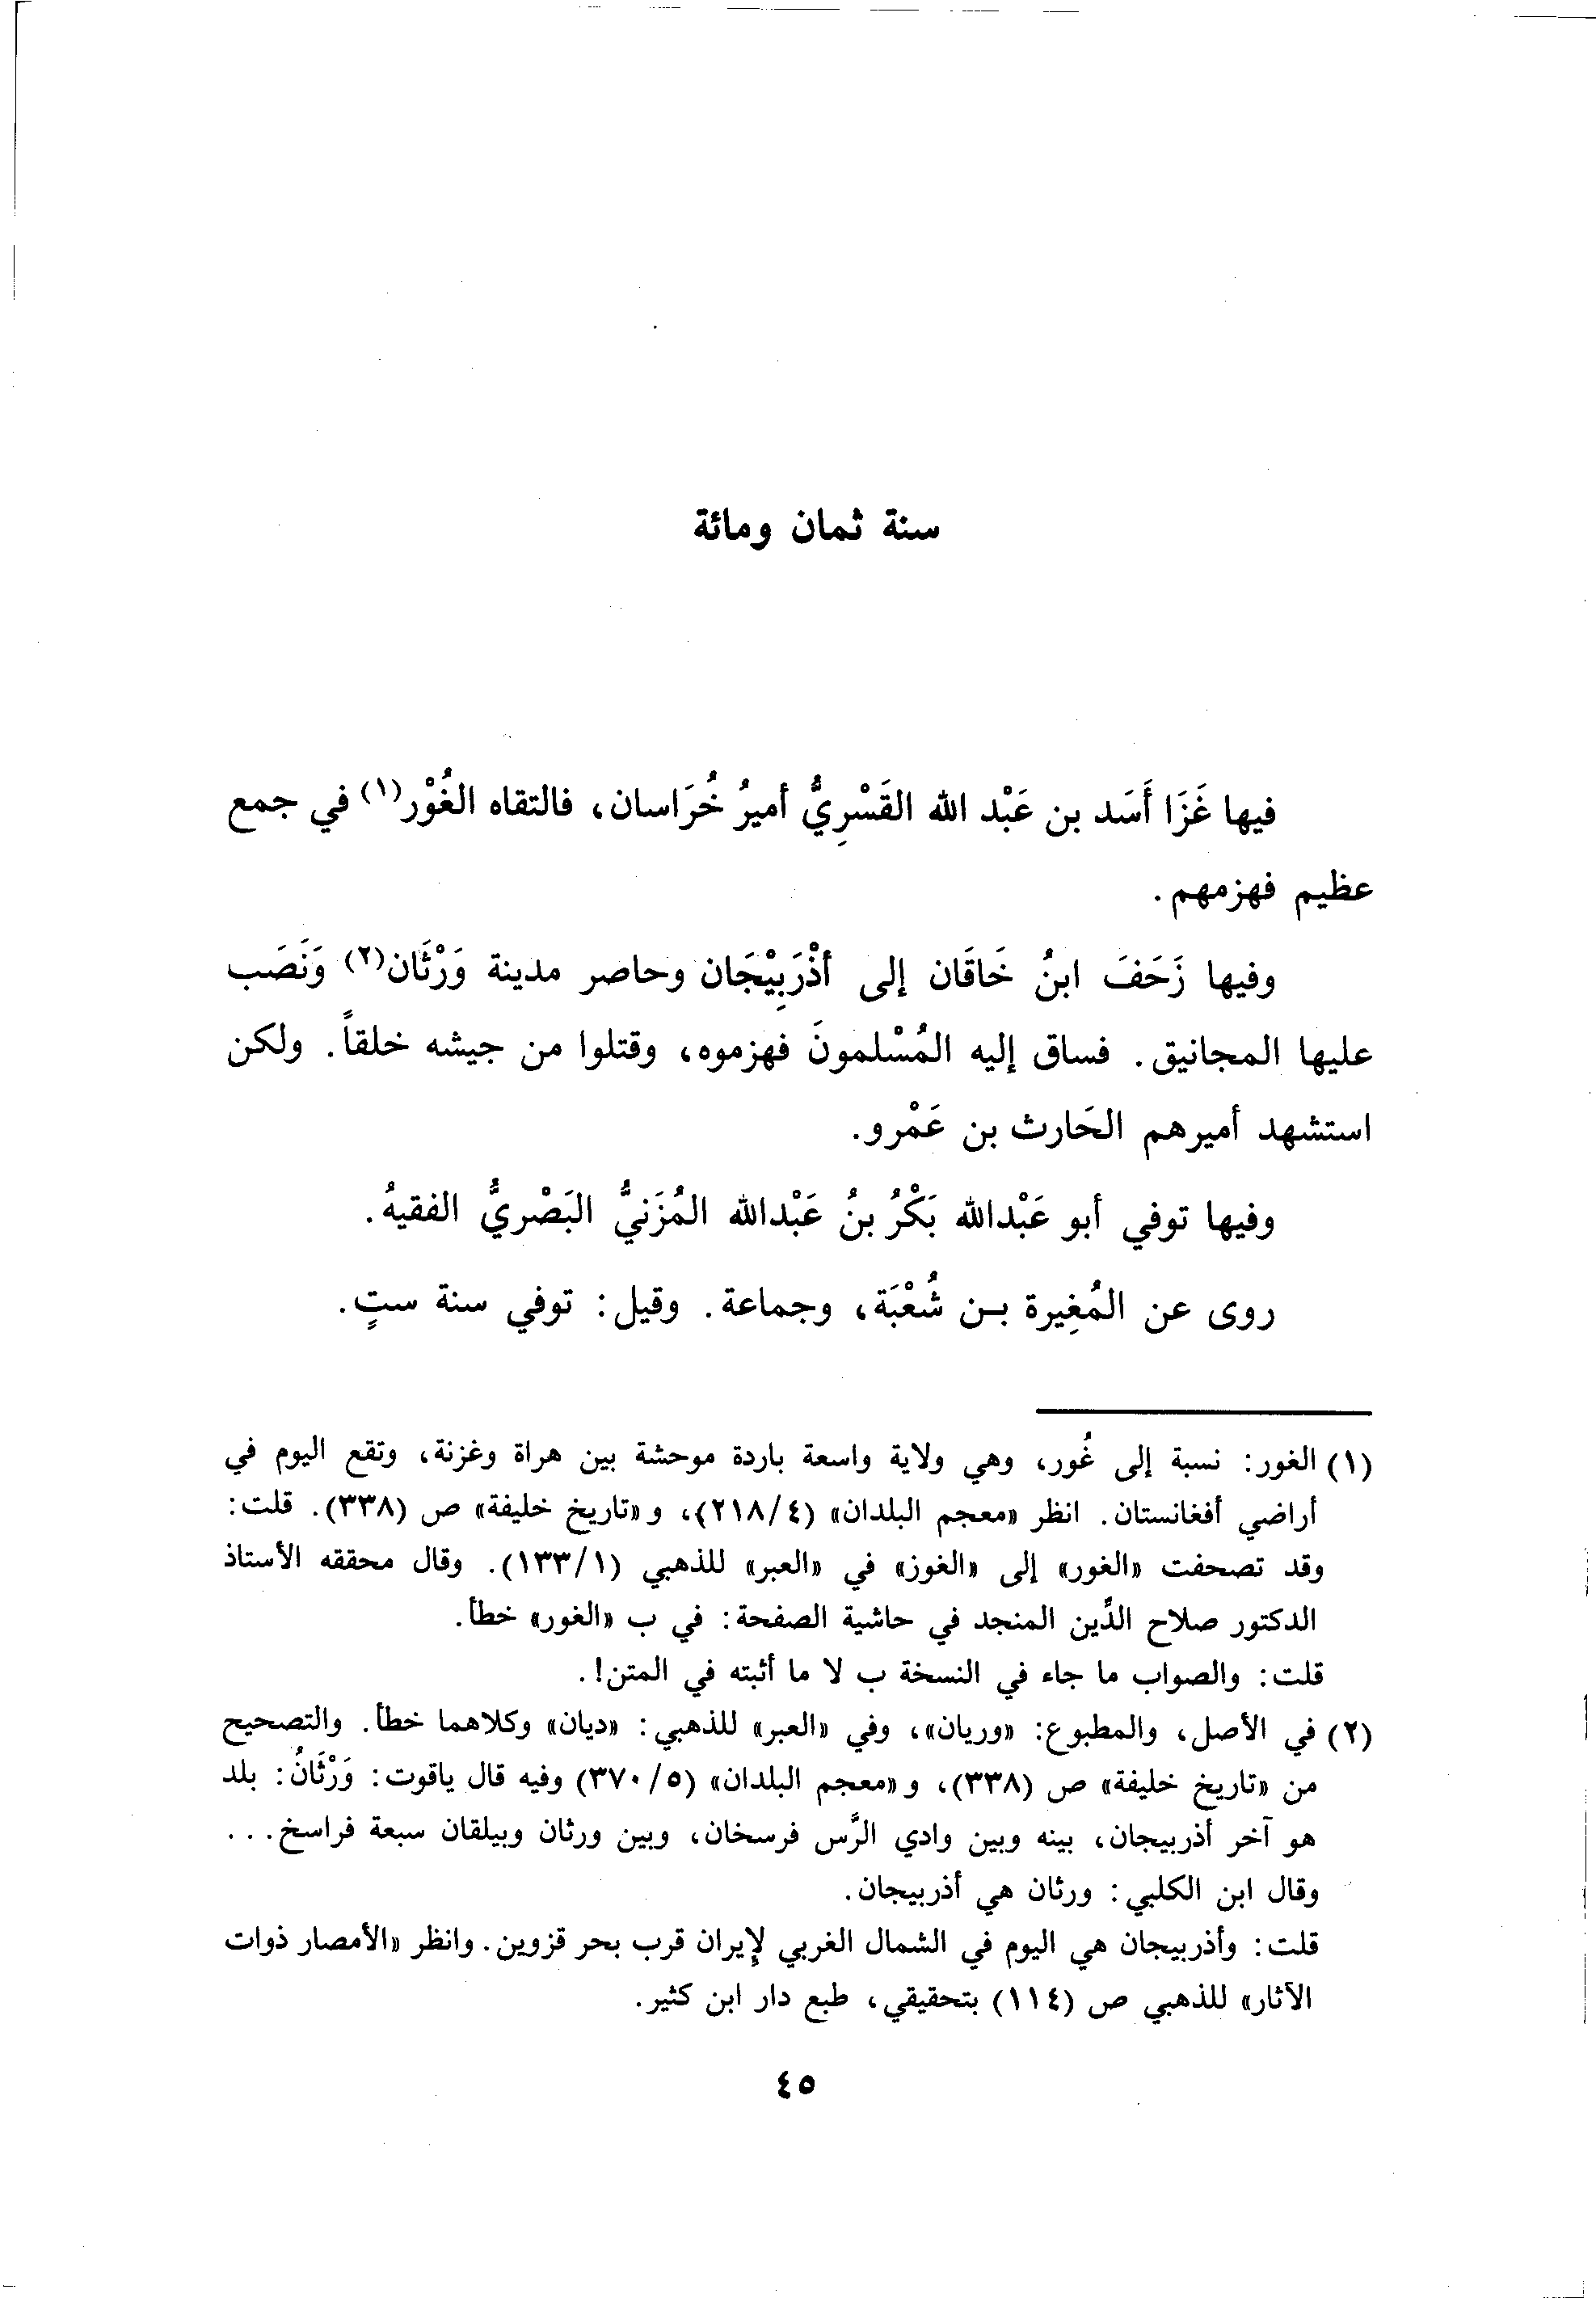 سنة ثمان ومائة
فيها غَزَا أَسَد بن عَبْد الله القَسْرِيُّ أميرُ خُرَاسان، فالتقاه الغُوْر(١) في جمع
عظيم فهزمهم.
وفيها زَحَفَ ابنُ خَاقَان إلى أذْرَبِيْجَان وحاصر مدينة وَرْثَان(٢) وَنَصَب
عليها المجانيق. فساق إليه المُسْلمونَ فهزموه، وقتلوا من جيشه خلقاً. ولكن
استشهد أميرهم الحَارث بن عَمْرو.
وفيها توفي أبو عَبْدالله بَكْرُ بنُ عَبْدالله المُزَنيُّ البَصْريُّ الفقيهُ.
روى عن المُغِيرة بـن شُعْبَة، وجماعة. وقيل: توفي سنة ستٍ.
(١) الغور: نسبة إلى غُور، وهي ولاية واسعة باردة موحشة بين هراة وغزنة، وتقع اليوم في
أراضي أفغانستان. انظر «معجم البلدان» (٢١٨/٤)، و«تاريخ خليفة» ص (٣٣٨). قلت:
وقد تصحفت «الغور» إلى «الغوز» في «العبر» للذهبي (١٣٣/١). وقال محققه الأستاذ
الدكتور صلاح الدِّين المنجد في حاشية الصفحة: في ب «الغور» خطأ.
قلت: والصواب ما جاء في النسخة ب لا ما أثبته في المتن!.
(٢) في الأصل، والمطبوع: «وريان»، وفي «العبر» للذهبي: «ديان» وكلاهما خطأ. والتصحيح
من «تاريخ خليفة» ص (٣٣٨)، و«معجم البلدان» (٣٧٠/٥) وفيه قال ياقوت: وَرْثَانُ: بلد
هو آخر أذربيجان، بينه وبين وادي الرَّس فرسخان، وبين ورثان وبيلقان سبعة فراسخ...
وقال ابن الكلبي: ورثان هي أذربيجان.
قلت: وأذربيجان هي اليوم في الشمال الغربي لإيران قرب بحر قزوين. وانظر «الأمصار ذوات
الآثار» للذهبي ص (١١٤) بتحقيقي، طبع دار ابن كثير.
٤٥